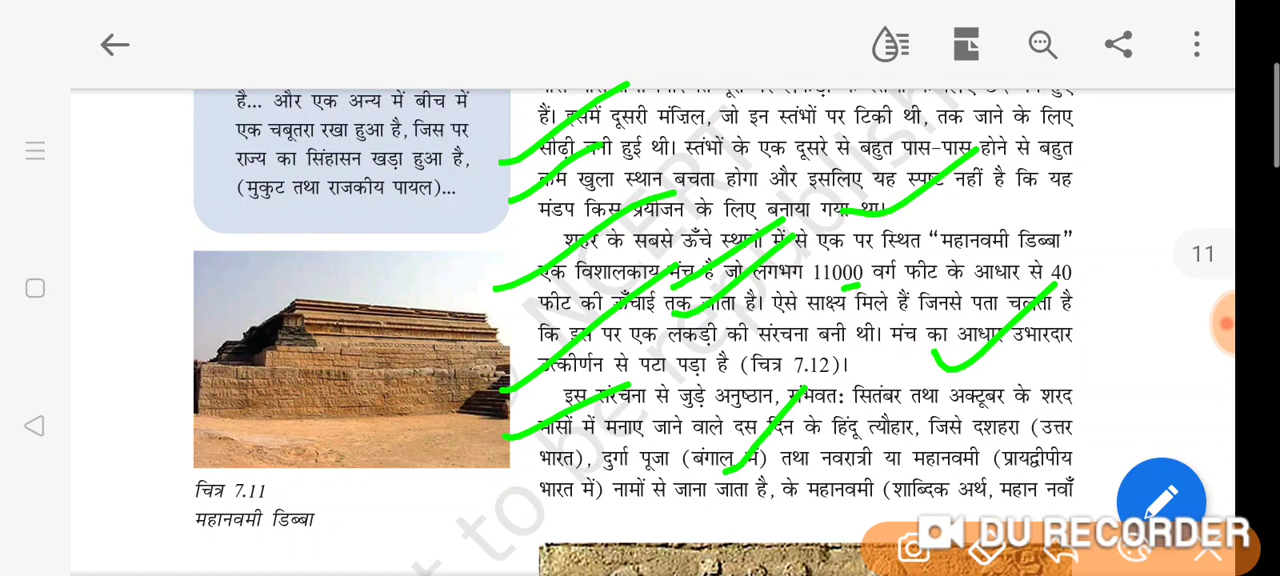 है... और एक अन्य में बीच में
एक चबूतरा रखा हुआ है, जिस पर
राज्य का सिंहासन खड़ा हुआ है,
(मुकुट तथा राजकीय पायल)...
हैं। इसमें दूसरी मंजिल, जो इन स्तंभों पर टिकी थी, तक जाने के लिए
सीढ़ी बनी हुई थी। स्तंभों के एक दूसरे से बहुत पास-पास होने से बहुत
कम खुला स्थान बचता होगा और इसलिए यह स्पष्ट नहीं है कि यह
मंडप किस प्रयोजन के लिए बनाया गया था।
शहर के सबसे ऊँचे स्थानों में से एक पर स्थित “महानवमी डिब्बा”
एक विशालकाय मंच है जो लगभग 11000 वर्ग फीट के आधार से 40
फीट की ऊँचाई तक जाता है। ऐसे साक्ष्य मिले हैं जिनसे पता चलता है
कि इस पर एक लकड़ी की संरचना बनी थी। मंच का आधार उभारदार
उत्कीर्णन से पटा पड़ा है (चित्र 7.12)।
इस संरचना से जुड़े अनुष्ठान, संभवत: सितंबर तथा अक्टूबर के शरद
मासों में मनाए जाने वाले दस दिन के हिंदू त्यौहार, जिसे दशहरा (उत्तर
भारत), दुर्गा पूजा (बंगाल में) तथा नवरात्री या महानवमी (प्रायद्वीपीय
भारत में) नामों से जाना जाता है, के महानवमी (शाब्दिक अर्थ, महान नवाँ
चित्र 7.11
महानवमी डिब्बा
11
NCERT
to be republish
DU RECORDER